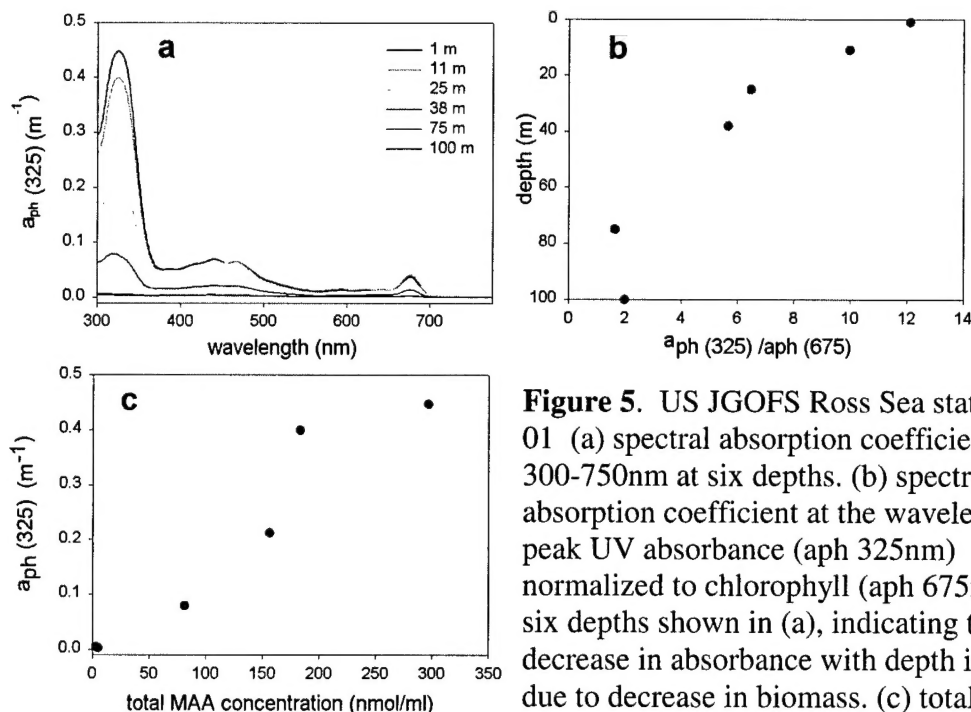 a
0.5
0.4
0.3
0.2
0.1
0.0
aph (325) (m-1)
1 m
11 m
25 m
38 m
75 m
100 m
300 400 500 600 700
wavelength (nm)
b
0
20
40
60
80
100
depth (m)
0 2 4 6 8 10 12 14
aph (325) /aph (675)
c
0.5
0.4
0.3
0.2
0.1
0.0
aph (325) (m-1)
0 50 100 150 200 250 300 350
total MAA concentration (nmol/ml)
Figure 5. US JGOFS Ross Sea stat
01 (a) spectral absorption coefficie
300-750nm at six depths. (b) spectr
absorption coefficient at the wavele
peak UV absorbance (aph 325nm)
normalized to chlorophyll (aph 675
six depths shown in (a), indicating t
decrease in absorbance with depth i
due to decrease in biomass. (c) total